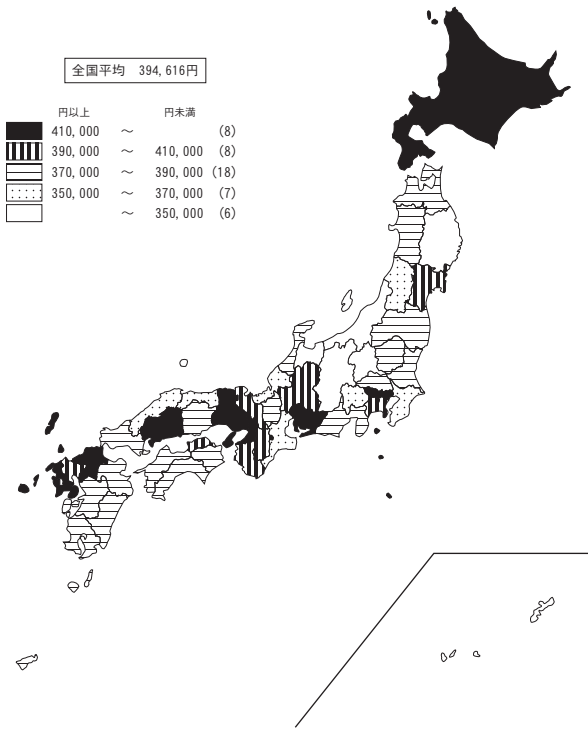 全国平均　394,616円
円以上　円未満
410,000　～　(8)
390,000　～　410,000　(8)
370,000　～　390,000　(18)
350,000　～　370,000　(7)
～　350,000　(6)